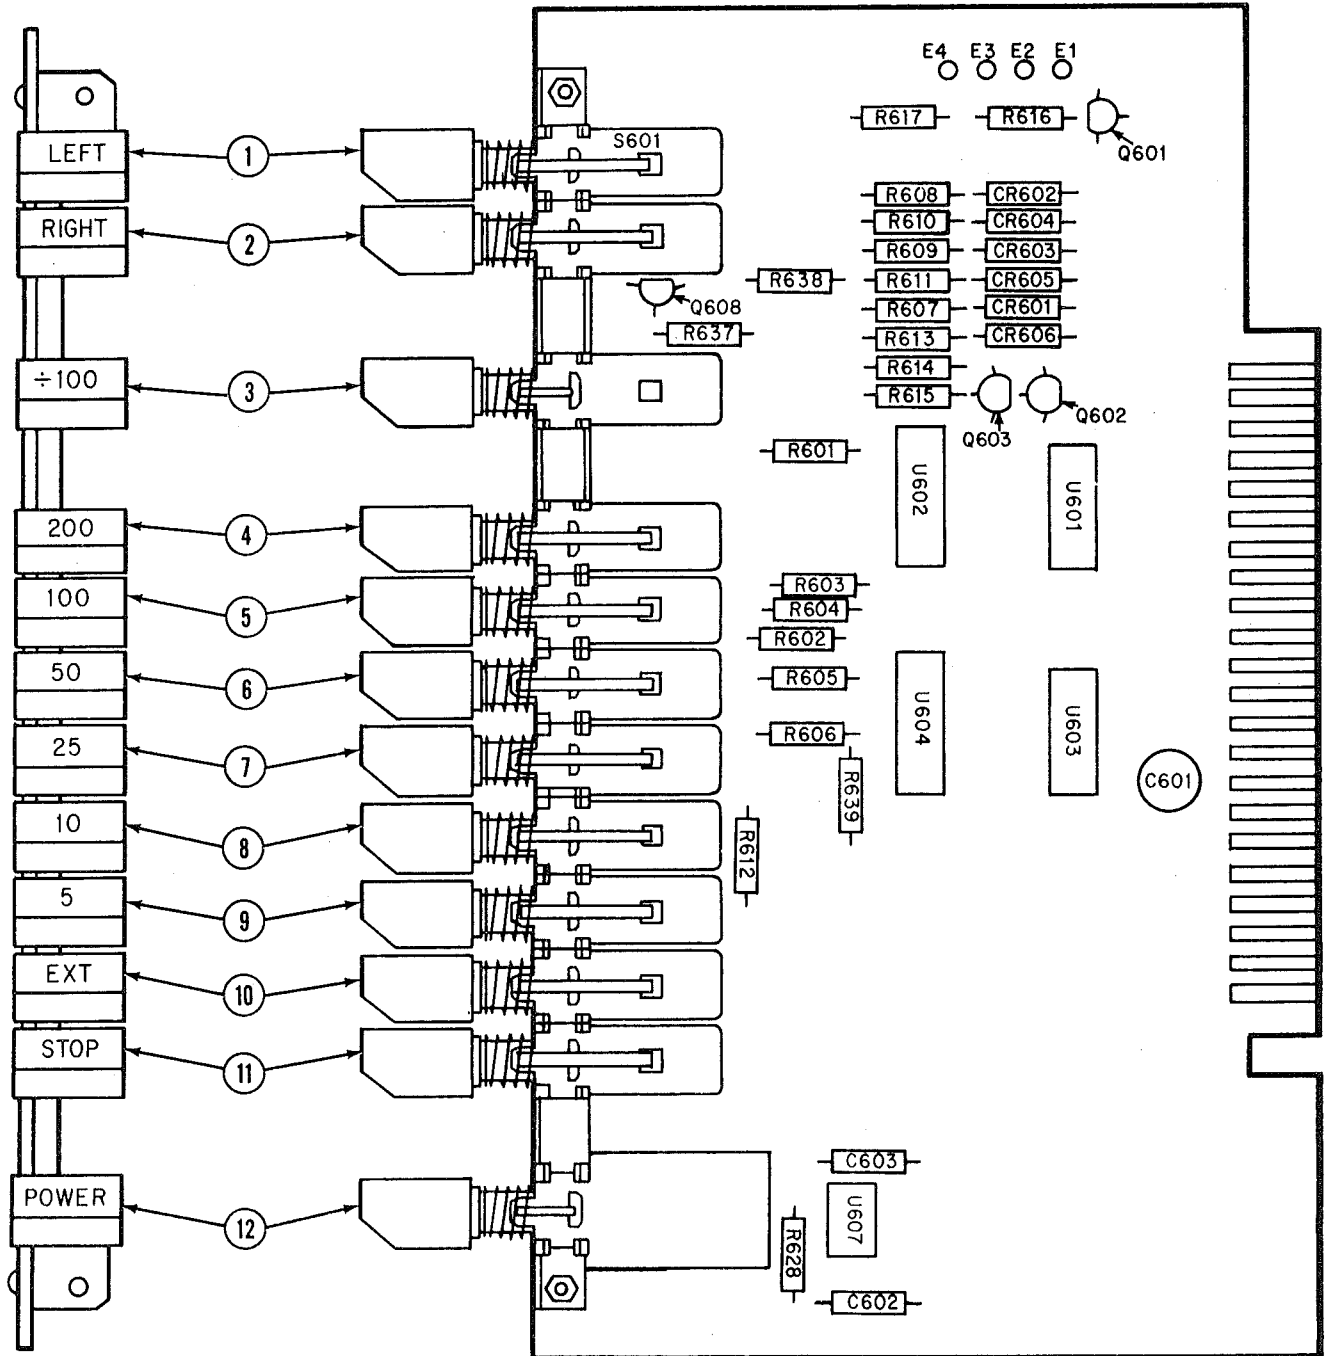 E4 E3 E2 E1
R617 R616
Q601
LEFT 1 S601
R608 CR602
RIGHT 2 R610 CR604
R609 CR603
R638 R611 CR605
Q608 R607 CR601
R637 R613 CR606
R614
÷100 3 R615
Q603 Q602
R601
U602 U601
200 4
R603
100 5 R604
R602
50 6 R605
U604 U603
25 7 R606
R639 C601
10 8 R612
5 9
EXT 10
STOP 11
C603
POWER 12 U607
R628
C602